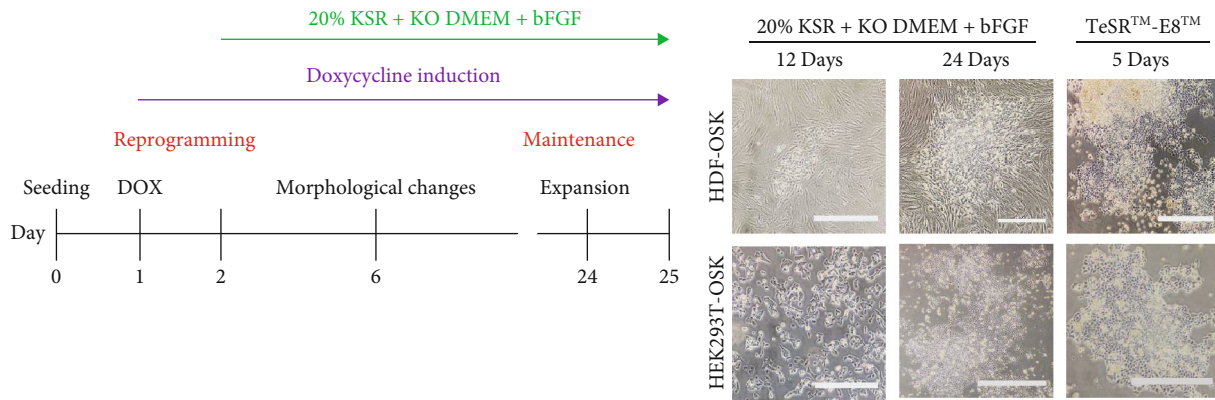 20% KSR + KO DMEM + bFGF
Doxycycline induction
Reprogramming
Maintenance
Seeding
DOX
Morphological changes
Expansion
Day
0
1
2
6
24
25
20% KSR + KO DMEM + bFGF
TeSR™-E8™
12 Days
24 Days
5 Days
HDF-OSK
HEK293T-OSK